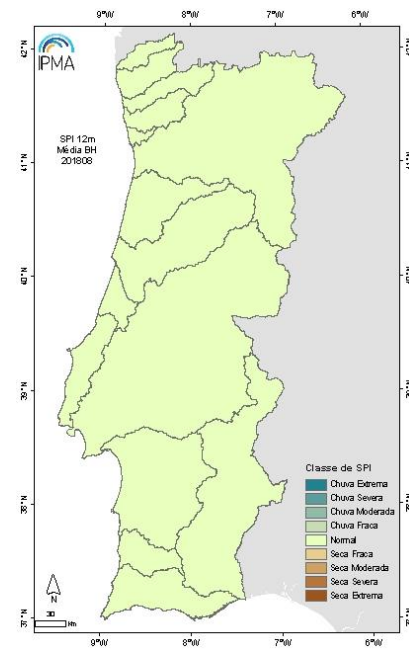 9°W 8°W 7°W 6°W
42°N
IPMA
SPI 12m
Média BH
201808
41°N
40°N
39°N
Classe de SPI
Chuva Extrema
Chuva Severa
38°N
Chuva Moderada
Chuva Fraca
Normal
Seca Fraca
Seca Moderada
Seca Severa
Seca Extrema
N
30
Km
37°N
9°W 8°W 7°W 6°W